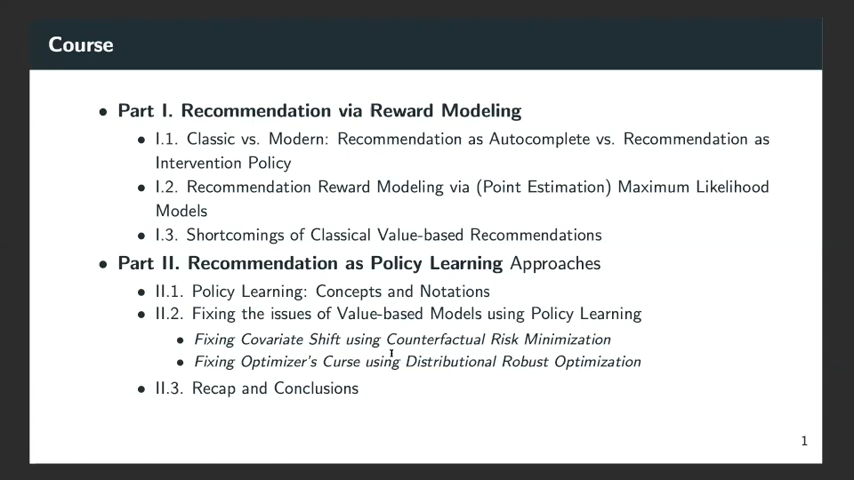 Course
• Part I. Recommendation via Reward Modeling
• I.1. Classic vs. Modern: Recommendation as Autocomplete vs. Recommendation as
Intervention Policy
• I.2. Recommendation Reward Modeling via (Point Estimation) Maximum Likelihood
Models
• I.3. Shortcomings of Classical Value-based Recommendations
• Part II. Recommendation as Policy Learning Approaches
• II.1. Policy Learning: Concepts and Notations
• II.2. Fixing the issues of Value-based Models using Policy Learning
• Fixing Covariate Shift using Counterfactual Risk Minimization
• Fixing Optimizer's Curse using Distributional Robust Optimization
• II.3. Recap and Conclusions
1